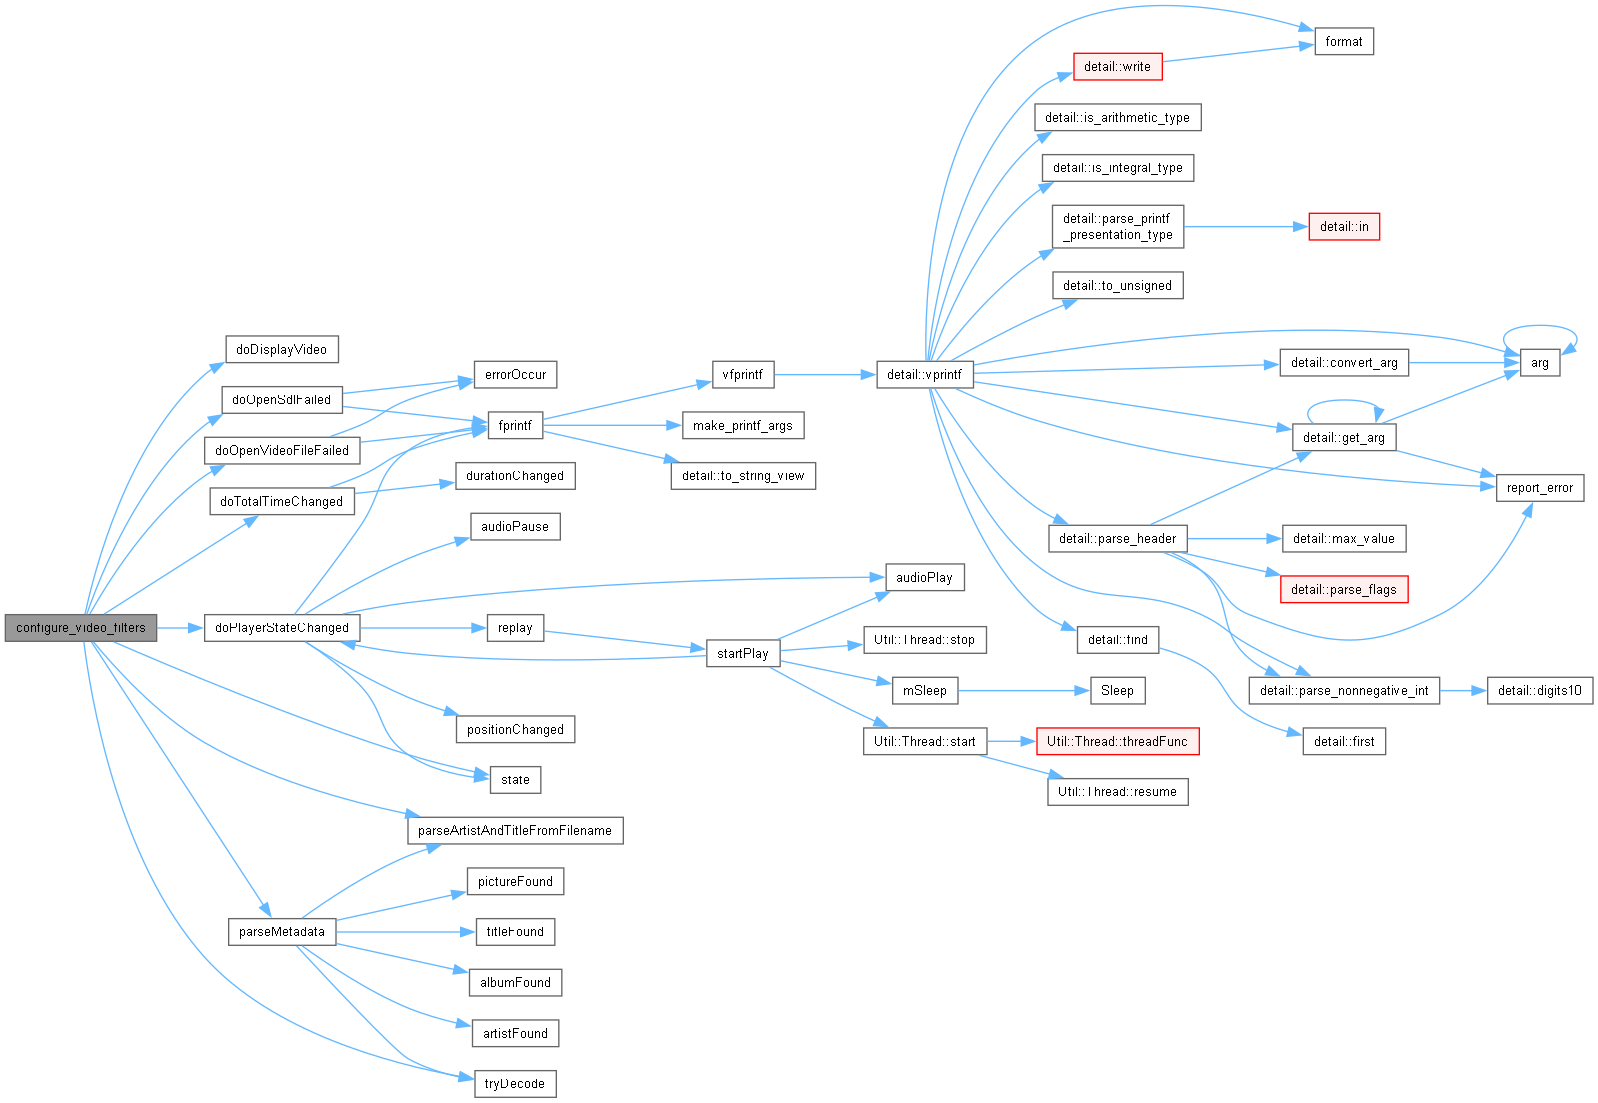 format
detail::write
detail::is_arithmetic_type
detail::is_integral_type
detail::parse_printf
_presentation_type
detail::in
detail::to_unsigned
doDisplayVideo
errorOccur
vfprintf
detail::vprintf
detail::convert_arg
arg
doOpenSdlFailed
fprintf
make_printf_args
detail::get_arg
doOpenVideoFileFailed
durationChanged
detail::to_string_view
report_error
doTotalTimeChanged
audioPause
detail::parse_header
detail::max_value
audioPlay
detail::parse_flags
configure_video_filters
doPlayerStateChanged
replay
startPlay
Util::Thread::stop
detail::find
mSleep
Sleep
detail::parse_nonnegative_int
detail::digits10
positionChanged
Util::Thread::start
Util::Thread::threadFunc
detail::first
state
Util::Thread::resume
parseArtistAndTitleFromFilename
pictureFound
parseMetadata
titleFound
albumFound
artistFound
tryDecode